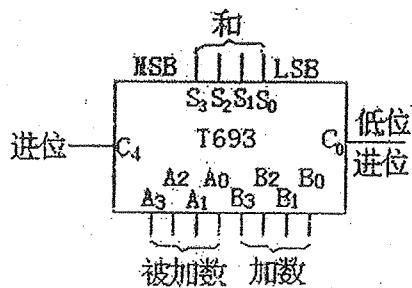 和
MSB LSB
S3 S2 S1 S0
进位 C4 T693 C0 低位进位
A2 A0 B2 B0
A3 A1 B3 B1
被加数 加数